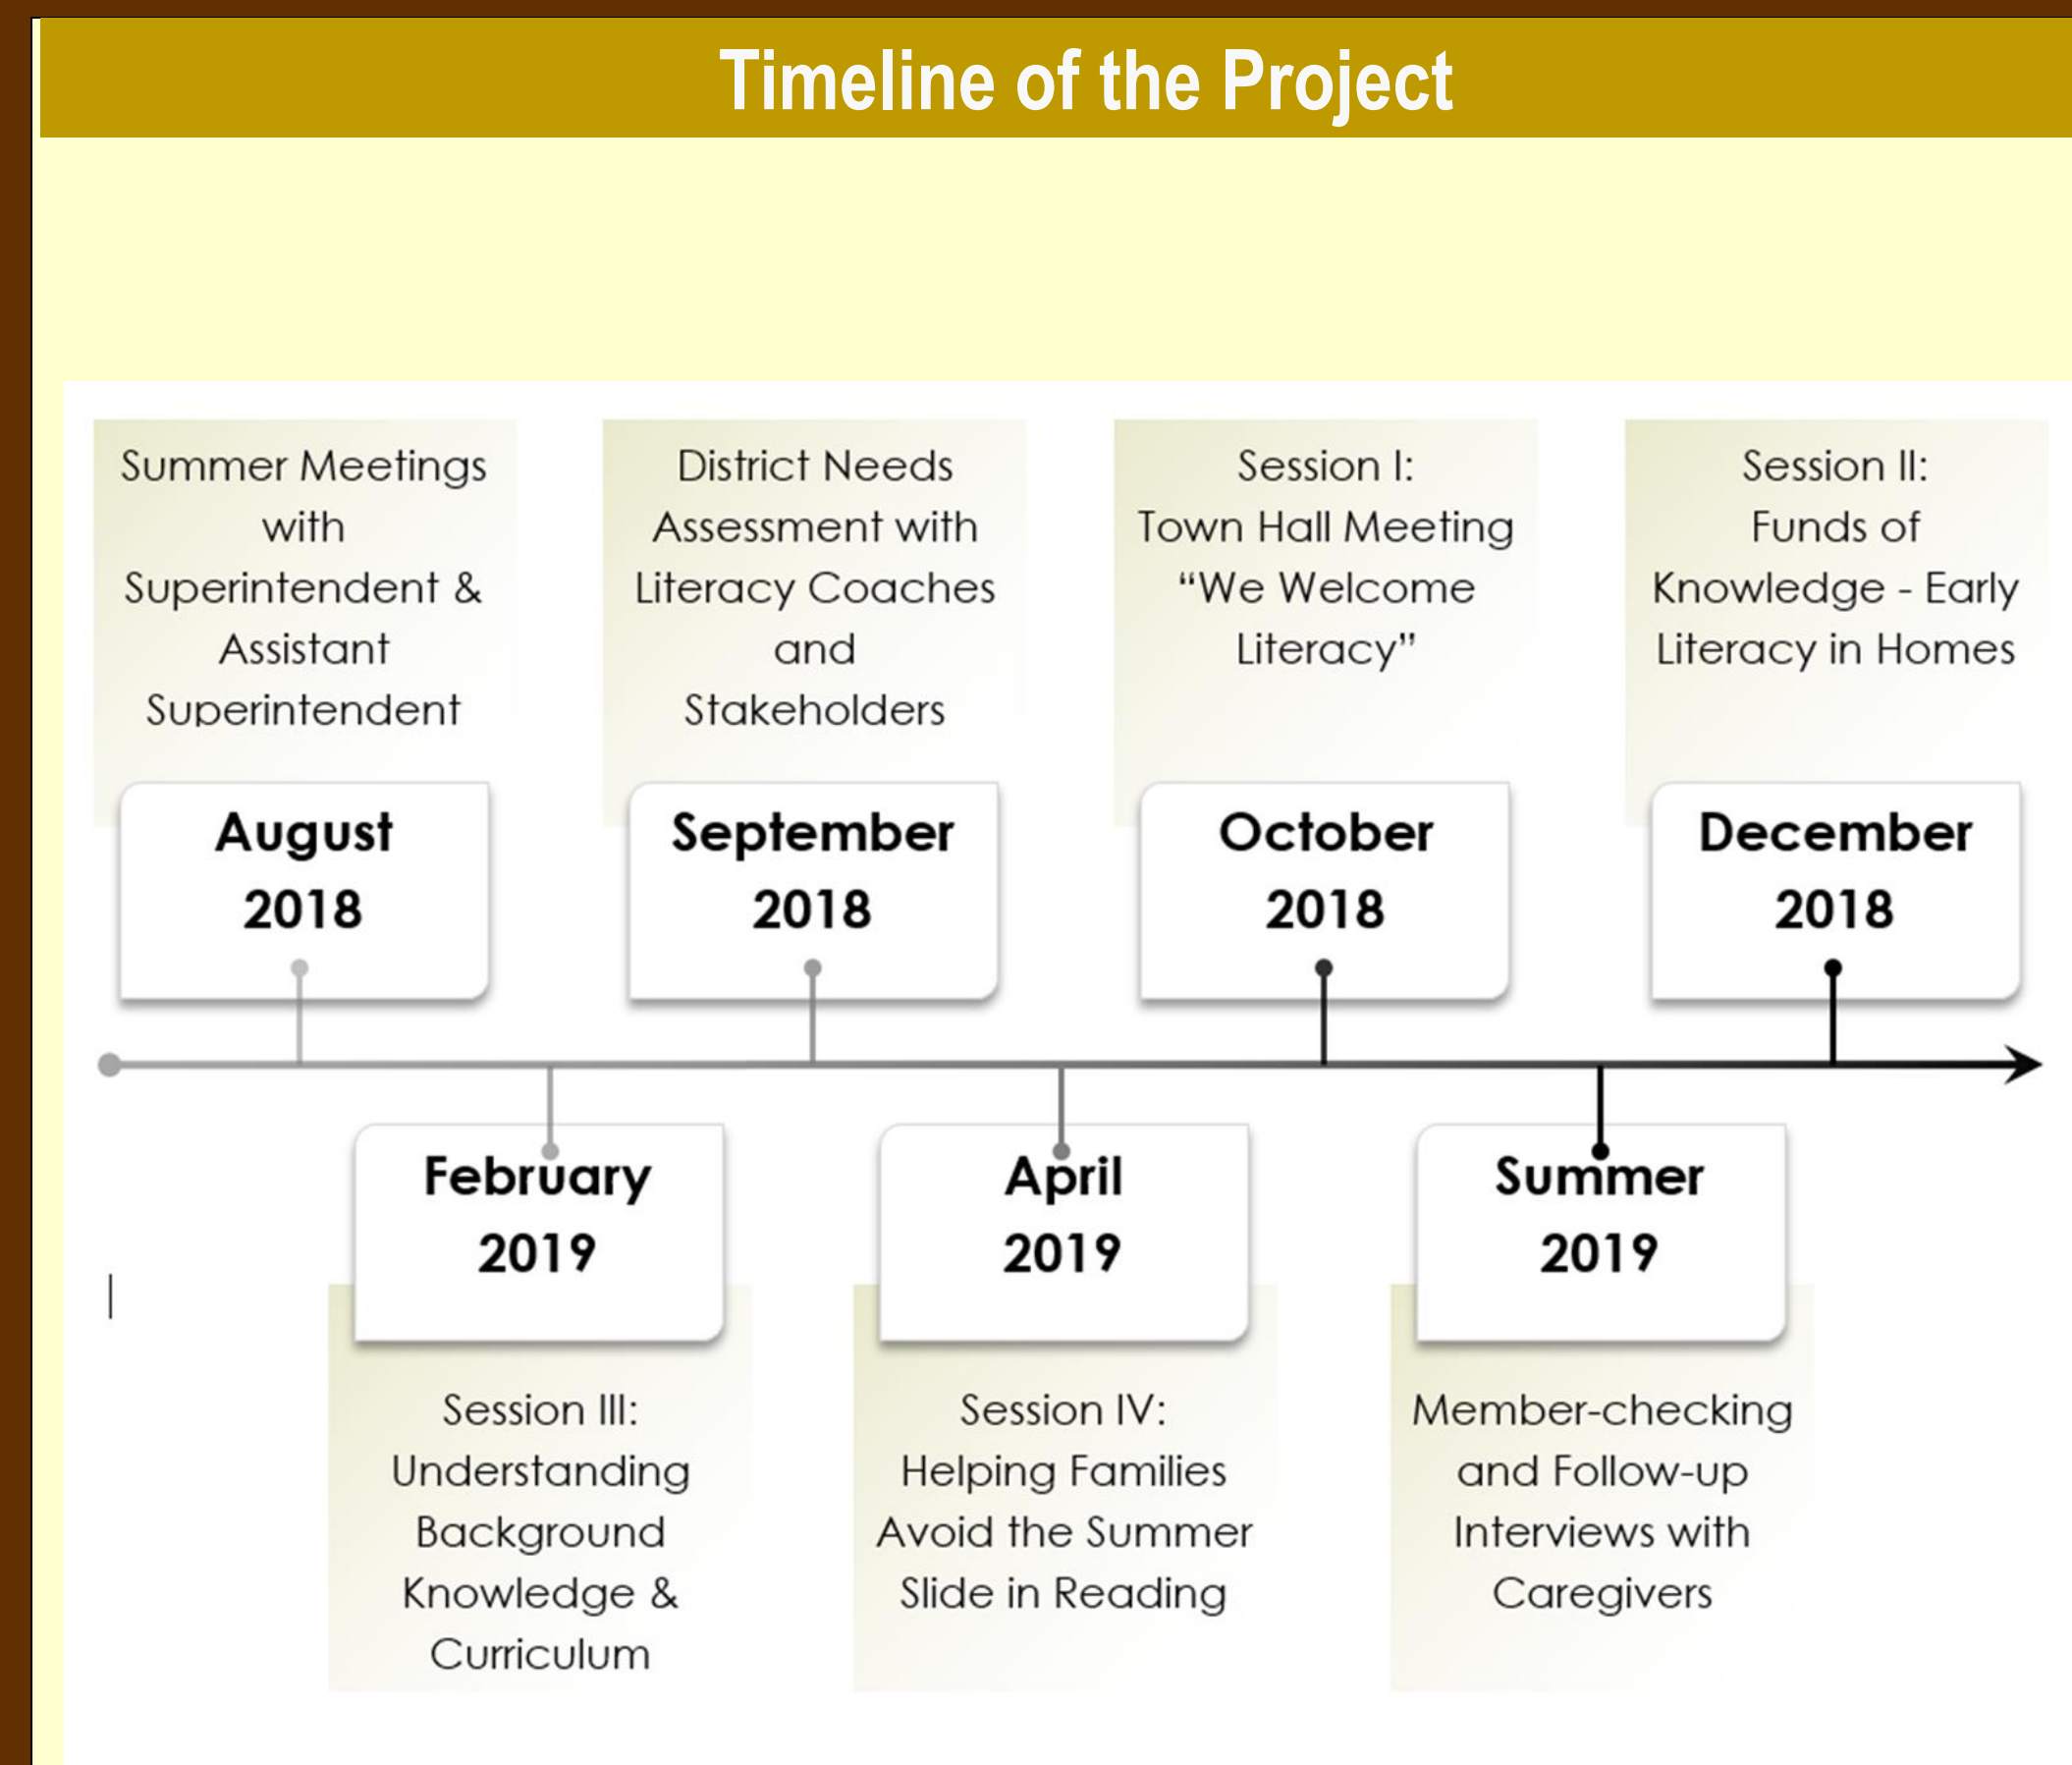 Timeline of the Project
Summer Meetings
with
Superintendent &
Assistant
Superintendent
August
2018
District Needs
Assessment with
Literacy Coaches
and
Stakeholders
September
2018
Session I:
Town Hall Meeting
“We Welcome
Literacy”
October
2018
Session II:
Funds of
Knowledge - Early
Literacy in Homes
December
2018
February
2019
Session III:
Understanding
Background
Knowledge &
Curriculum
April
2019
Session IV:
Helping Families
Avoid the Summer
Slide in Reading
Summer
2019
Member-checking
and Follow-up
Interviews with
Caregivers